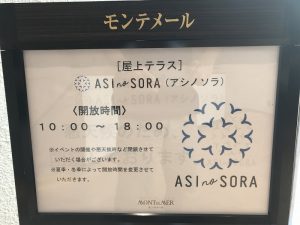 モンテメール
[屋上テラス]
ASI no SORA (アシノソラ)
〈開放時間〉
10:00〜18:00
※イベントの開催や悪天候時など閉鎖させて
いただく場合がございます。
※夏季・冬季によって開放時間を変更させて
いただきます。
ASI no SORA
MONTEMER